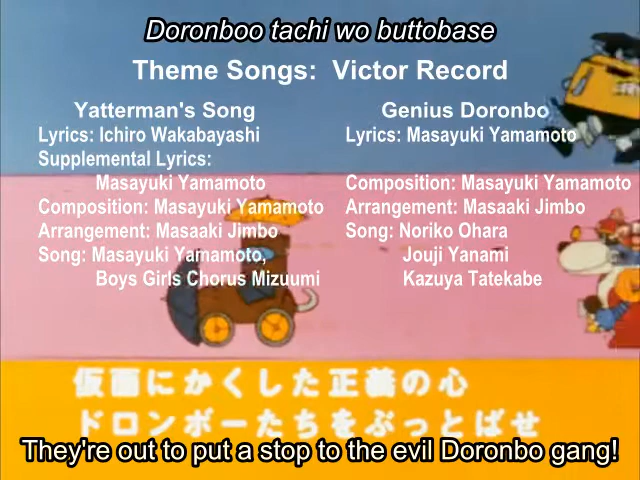 Doronboo tachi wo buttobase
Theme Songs: Victor Record
Yatterman's Song
Lyrics: Ichiro Wakabayashi
Supplemental Lyrics:
Masayuki Yamamoto
Composition: Masayuki Yamamoto
Arrangement: Masaaki Jimbo
Song: Masayuki Yamamoto,
Boys Girls Chorus Mizuumi
Genius Doronbo
Lyrics: Masayuki Yamamoto
Composition: Masayuki Yamamoto
Arrangement: Masaaki Jimbo
Song: Noriko Ohara
Jouji Yanami
Kazuya Tatekabe
仮面にかくした正義の心
ドロンボーたちをぶっとばせ
They're out to put a stop to the evil Doronbo gang!